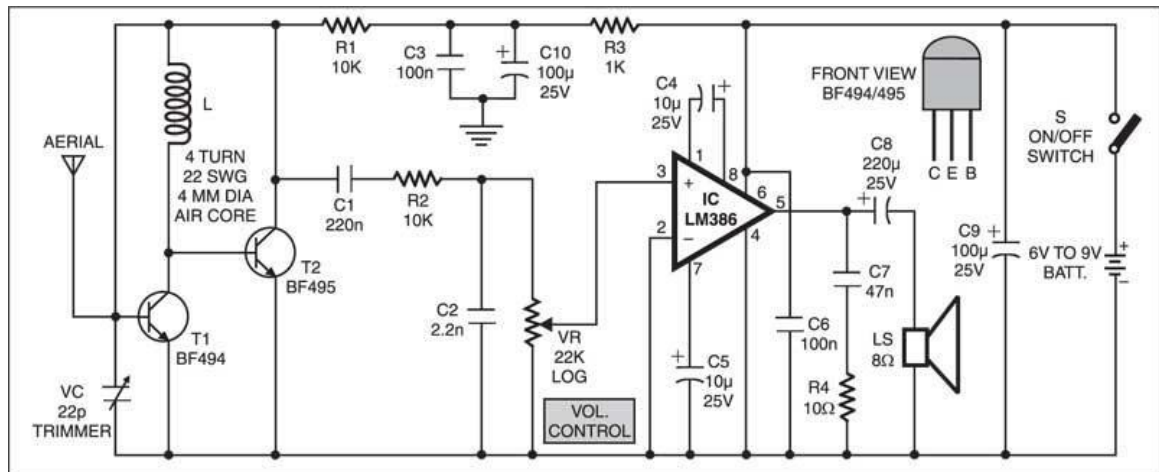 R1
10K
C3
100n
+
C10
100µ
25V
R3
1K
C4
10µ
25V
+
FRONT VIEW
BF494/495
C E B
S
ON/OFF
SWITCH
L
AERIAL
4 TURN
22 SWG
4 MM DIA
AIR CORE
C1
220n
R2
10K
T2
BF495
T1
BF494
VC
22p
TRIMMER
C2
2.2n
VR
22K
LOG
VOL.
CONTROL
3
+
2
−
1
8
IC
LM386
6
5
4
7
+
C5
10µ
25V
C6
100n
C8
220µ
25V
+
C7
47n
R4
10Ω
LS
8Ω
C9
100µ
25V
+
6V TO 9V
BATT.
+
−